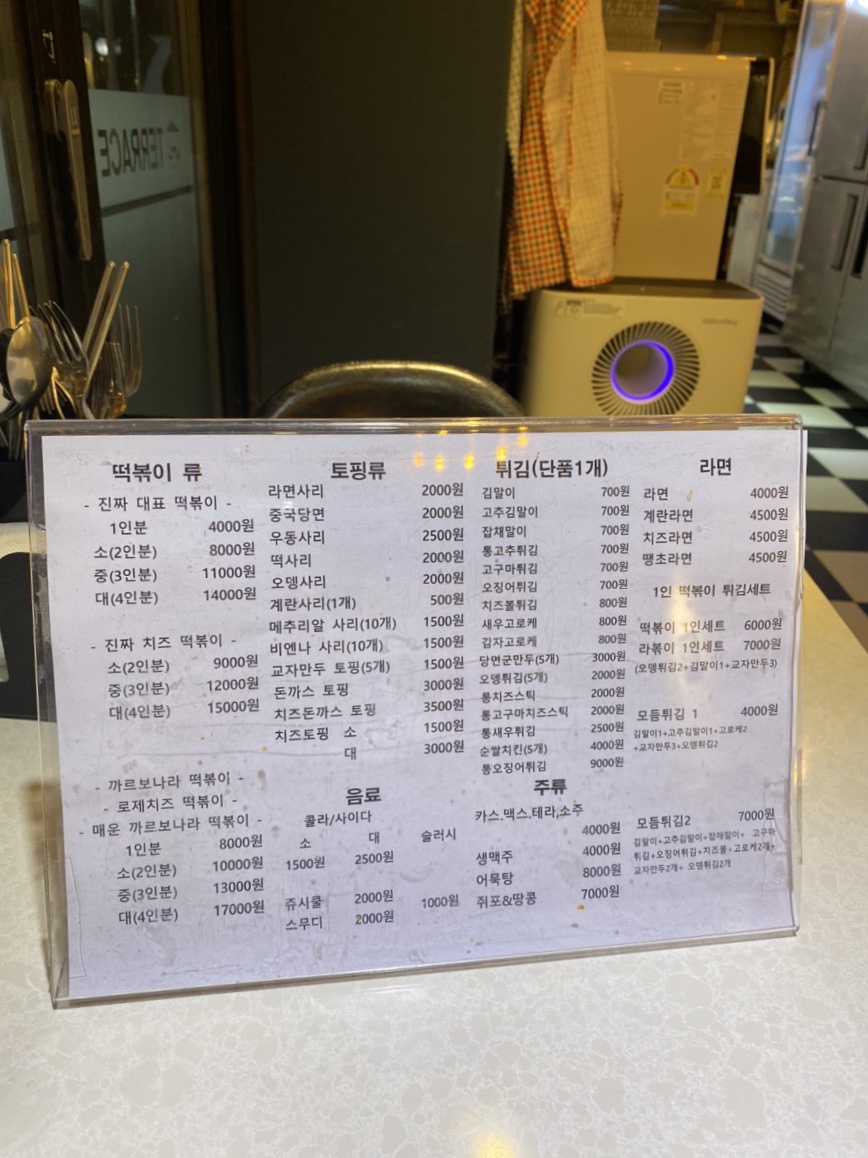 TERRACE
떡볶이 류
- 진짜 대표 떡볶이 -
1인분 4000원
소(2인분) 8000원
중(3인분) 11000원
대(4인분) 14000원
- 진짜 치즈 떡볶이 -
소(2인분) 9000원
중(3인분) 12000원
대(4인분) 15000원
- 까르보나라 떡볶이 -
- 로제치즈 떡볶이 -
- 매운 까르보나라 떡볶이 -
1인분 8000원
소(2인분) 10000원
중(3인분) 13000원
대(4인분) 17000원
토핑류
라면사리 2000원
중국당면 2000원
우동사리 2500원
떡사리 2000원
오뎅사리 2000원
계란사리(1개) 500원
메추리알 사리(10개) 1500원
비엔나 사리(10개) 1500원
교자만두 토핑(5개) 1500원
돈까스 토핑 3000원
치즈돈까스 토핑 3500원
치즈토핑 소 1500원
대 3000원
음료
콜라/사이다
소 대 슬러시
1500원 2500원
쥬시쿨 2000원 1000원
스무디 2000원
튀김(단품1개)
김말이 700원
고추김말이 700원
잡채말이 700원
통고추튀김 700원
고구마튀김 700원
오징어튀김 700원
치즈볼튀김 800원
새우고로케 800원
김자고로케 800원
당면군만두(5개) 3000원
오뎅튀김(5개) 2000원
통치즈스틱 2000원
통고구마치즈스틱 2000원
통새우튀김 2500원
순쌀치킨(5개) 4000원
통오징어튀김 9000원
주류
카스.맥스.테라,소주
4000원
생맥주 4000원
어묵탕 8000원
쥐포&땅콩 7000원
라면
라면 4000원
계란라면 4500원
치즈라면 4500원
땡초라면 4500원
1인 떡볶이 튀김세트
떡볶이 1인세트 6000원
라볶이 1인세트 7000원
(오뎅튀김2+김말이1+교자만두3)
모듬튀김 1 4000원
김말이1+고추김말이1+고로케2
+교자만두3+오뎅튀김2
모듬튀김2 7000원
김말이+고추김말이+잡채말이+ 고구마
튀김+오징어튀김+치즈볼+고로케2개+
교자만두2개+ 오뎅튀김2개